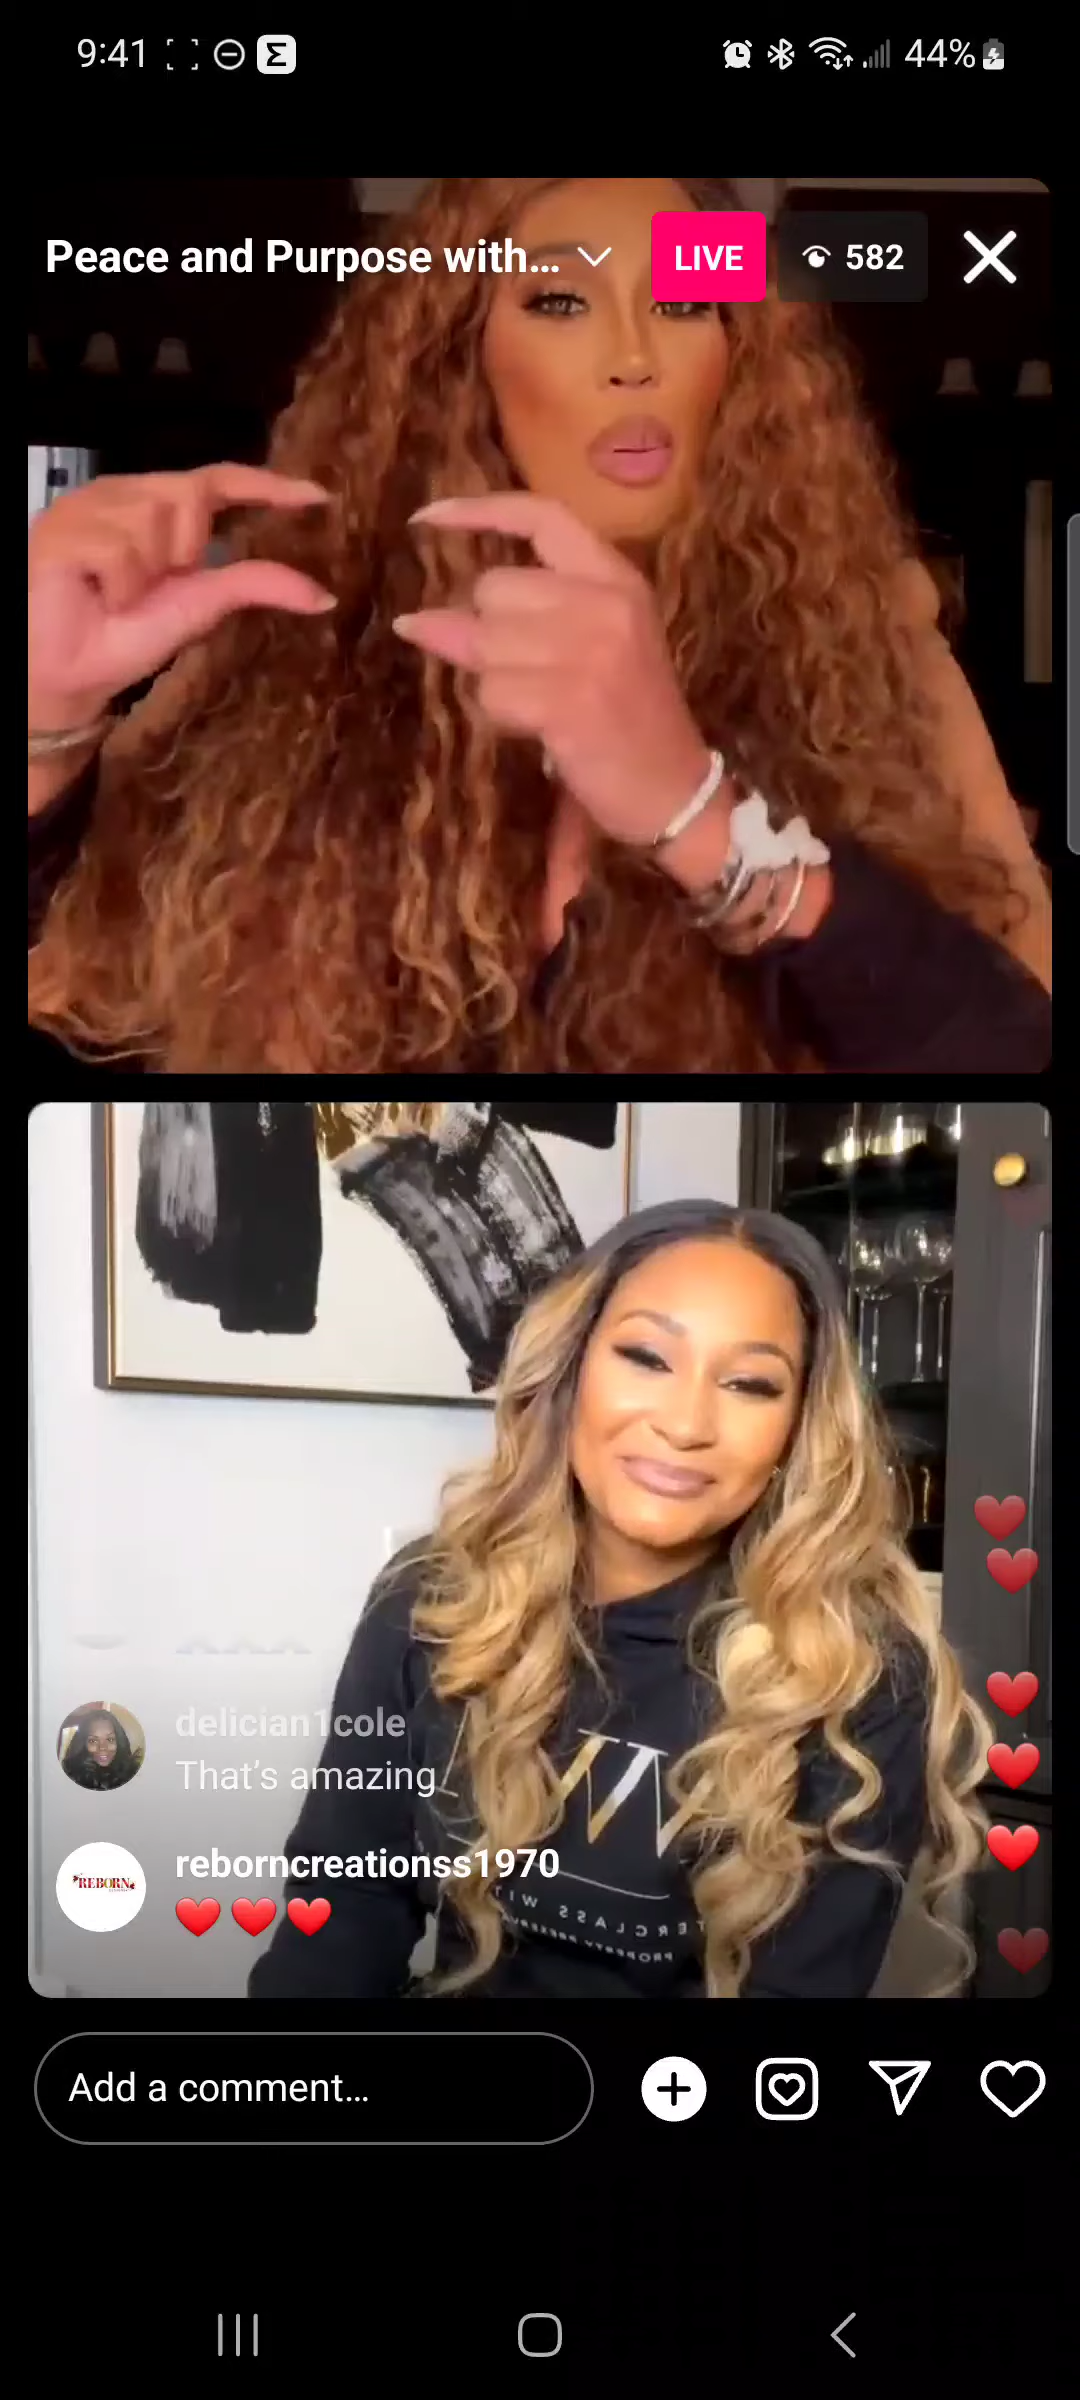 9:41
44%
Peace and Purpose with...
LIVE
582
delician1cole
That's amazing
REBORN
reborncreationss1970
Add a comment...